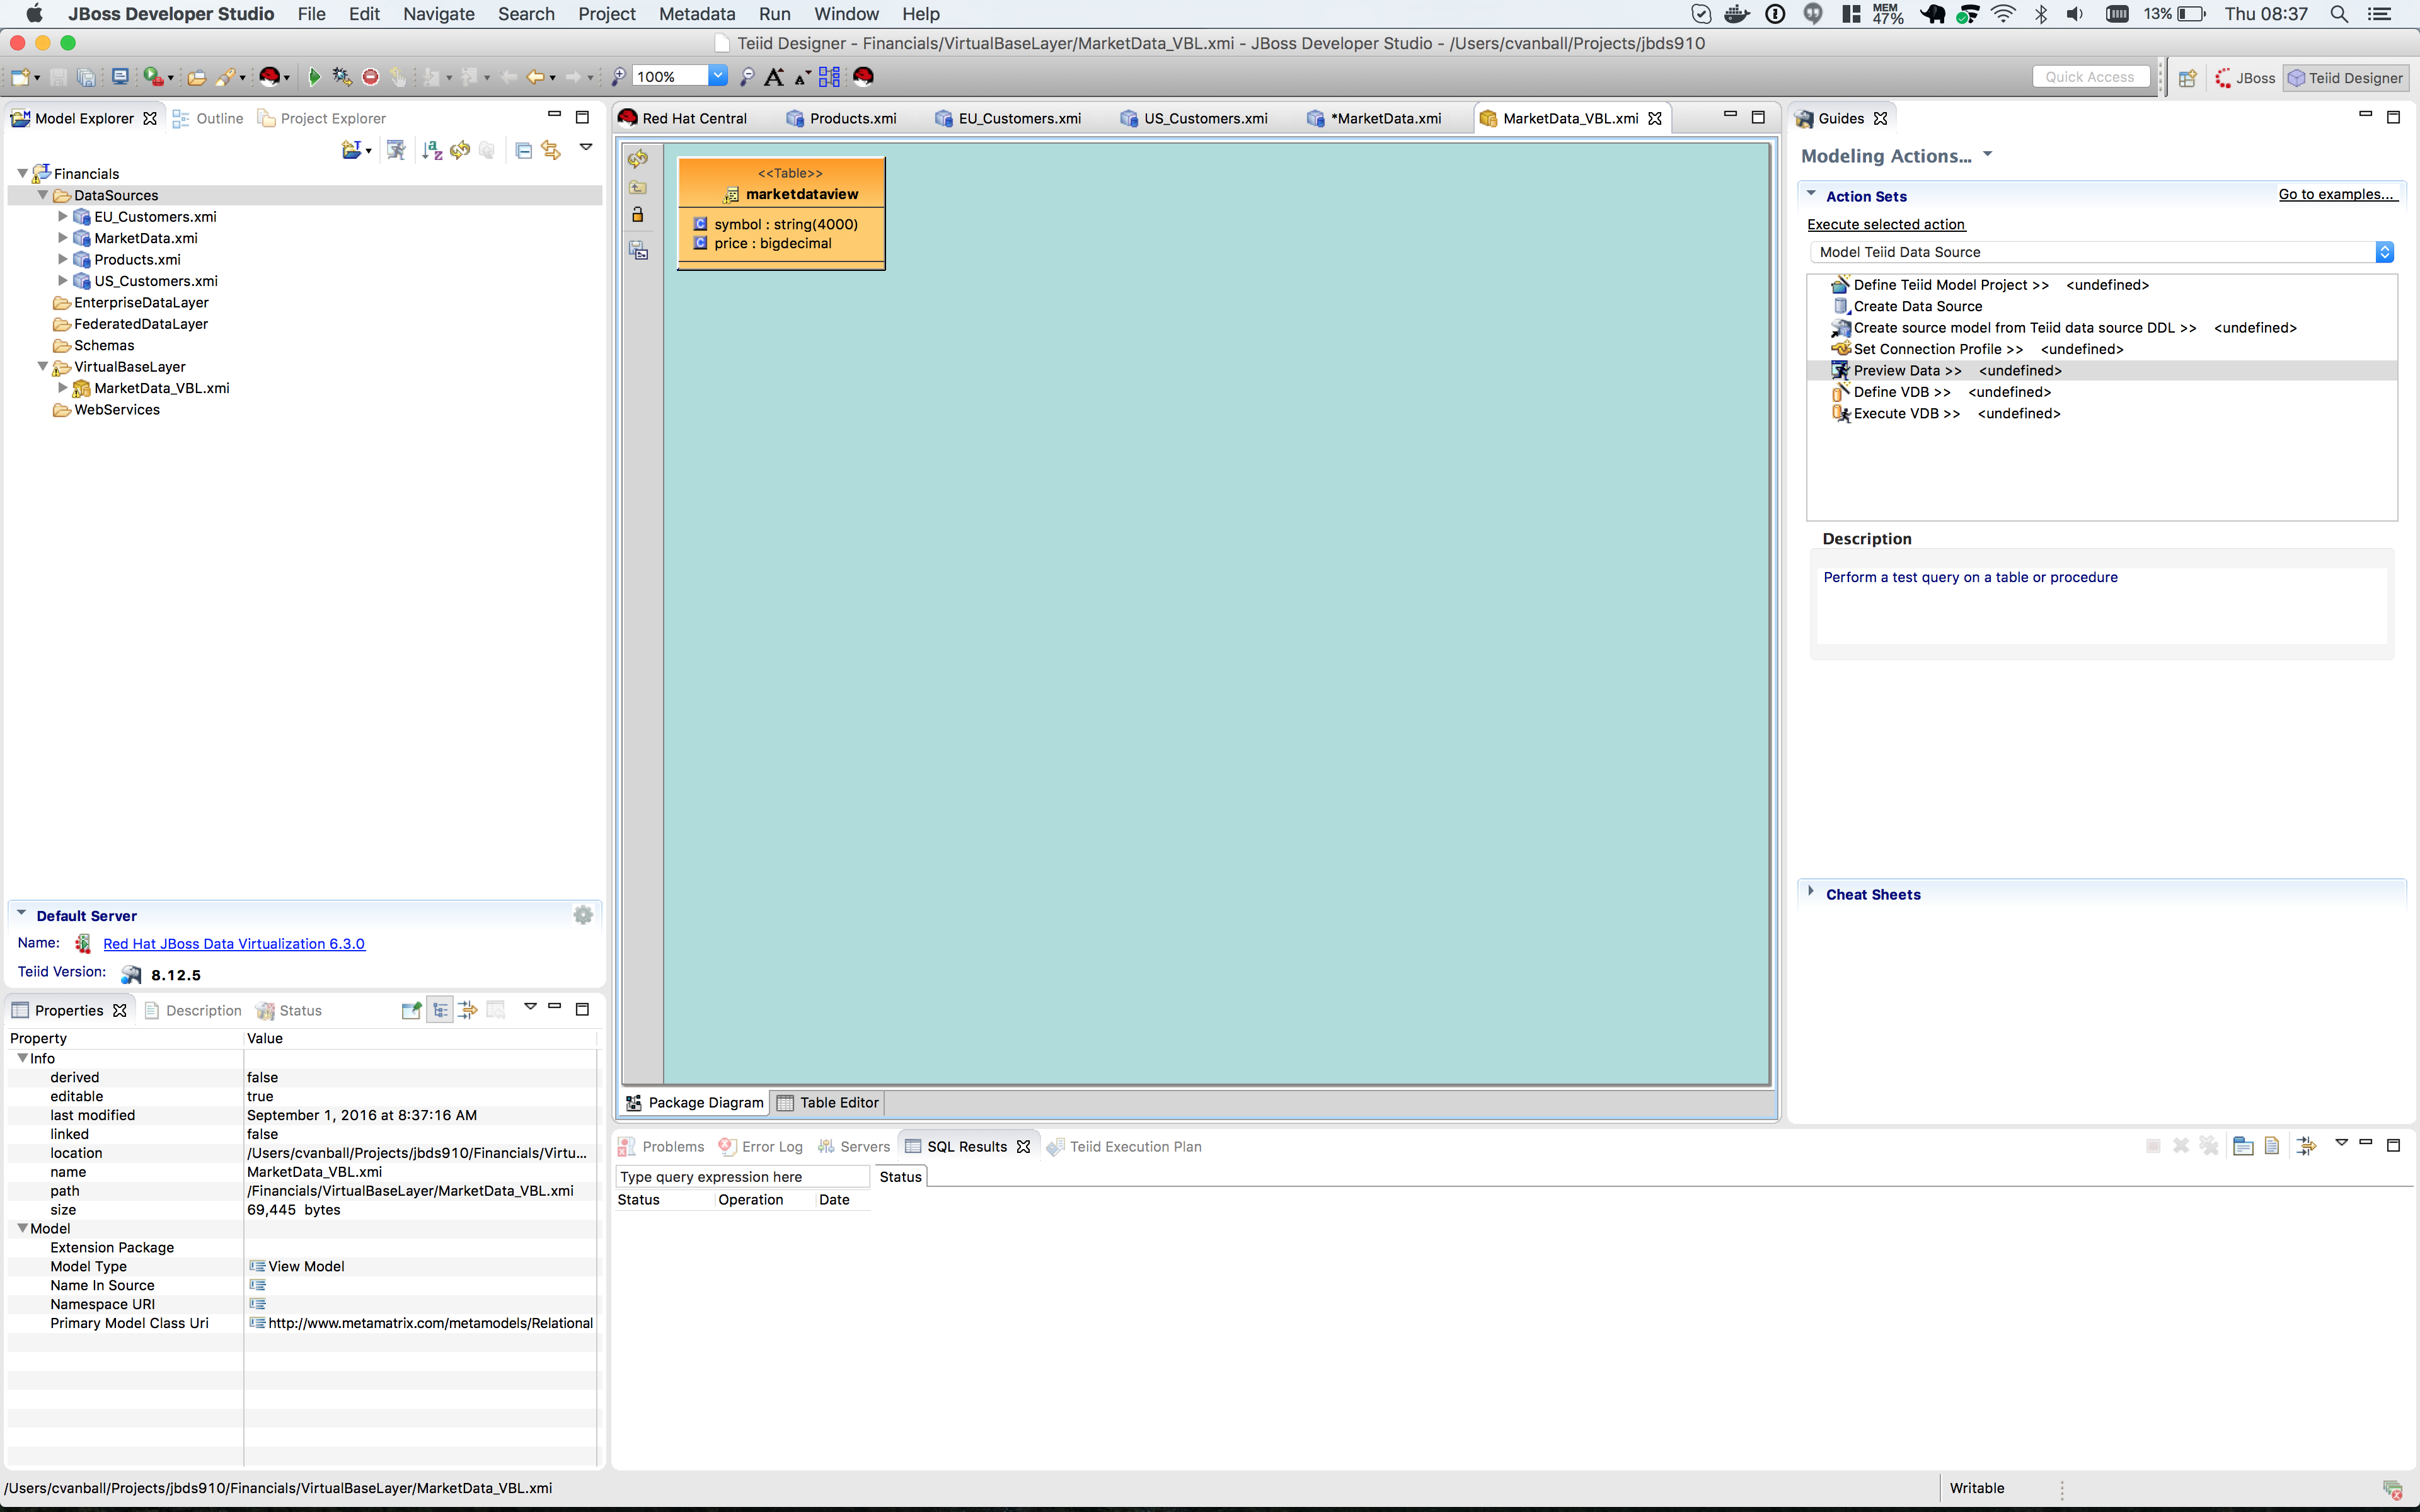 JBoss Developer Studio File Edit Navigate Search Project Metadata Run Window Help MEM 47% 13% Thu 08:37
Teiid Designer - Financials/VirtualBaseLayer/MarketData_VBL.xmi - JBoss Developer Studio - /Users/cvanball/Projects/jbds910
100% Quick Access JBoss Teiid Designer
Model Explorer Outline Project Explorer
Financials
DataSources
EU_Customers.xmi
MarketData.xmi
Products.xmi
US_Customers.xmi
EnterpriseDataLayer
FederatedDataLayer
Schemas
VirtualBaseLayer
MarketData_VBL.xmi
WebServices
Default Server
Name: Red Hat JBoss Data Virtualization 6.3.0
Teiid Version: 8.12.5
Properties Description Status
Property Value
Info
derived false
editable true
last modified September 1, 2016 at 8:37:16 AM
linked false
location /Users/cvanball/Projects/jbds910/Financials/Virtu...
name MarketData_VBL.xmi
path /Financials/VirtualBaseLayer/MarketData_VBL.xmi
size 69,445 bytes
Model
Extension Package
Model Type View Model
Name In Source
Namespace URI
Primary Model Class Uri http://www.metamatrix.com/metamodels/Relational
Red Hat Central Products.xmi EU_Customers.xmi US_Customers.xmi *MarketData.xmi MarketData_VBL.xmi
<<Table>>
marketdataview
symbol : string(4000)
price : bigdecimal
Package Diagram Table Editor
Problems Error Log Servers SQL Results Teiid Execution Plan
Type query expression here Status
Status Operation Date
Guides
Modeling Actions...
Action Sets Go to examples...
Execute selected action
Model Teiid Data Source
Define Teiid Model Project >> <undefined>
Create Data Source
Create source model from Teiid data source DDL >> <undefined>
Set Connection Profile >> <undefined>
Preview Data >> <undefined>
Define VDB >> <undefined>
Execute VDB >> <undefined>
Description
Perform a test query on a table or procedure
Cheat Sheets
/Users/cvanball/Projects/jbds910/Financials/VirtualBaseLayer/MarketData_VBL.xmi Writable